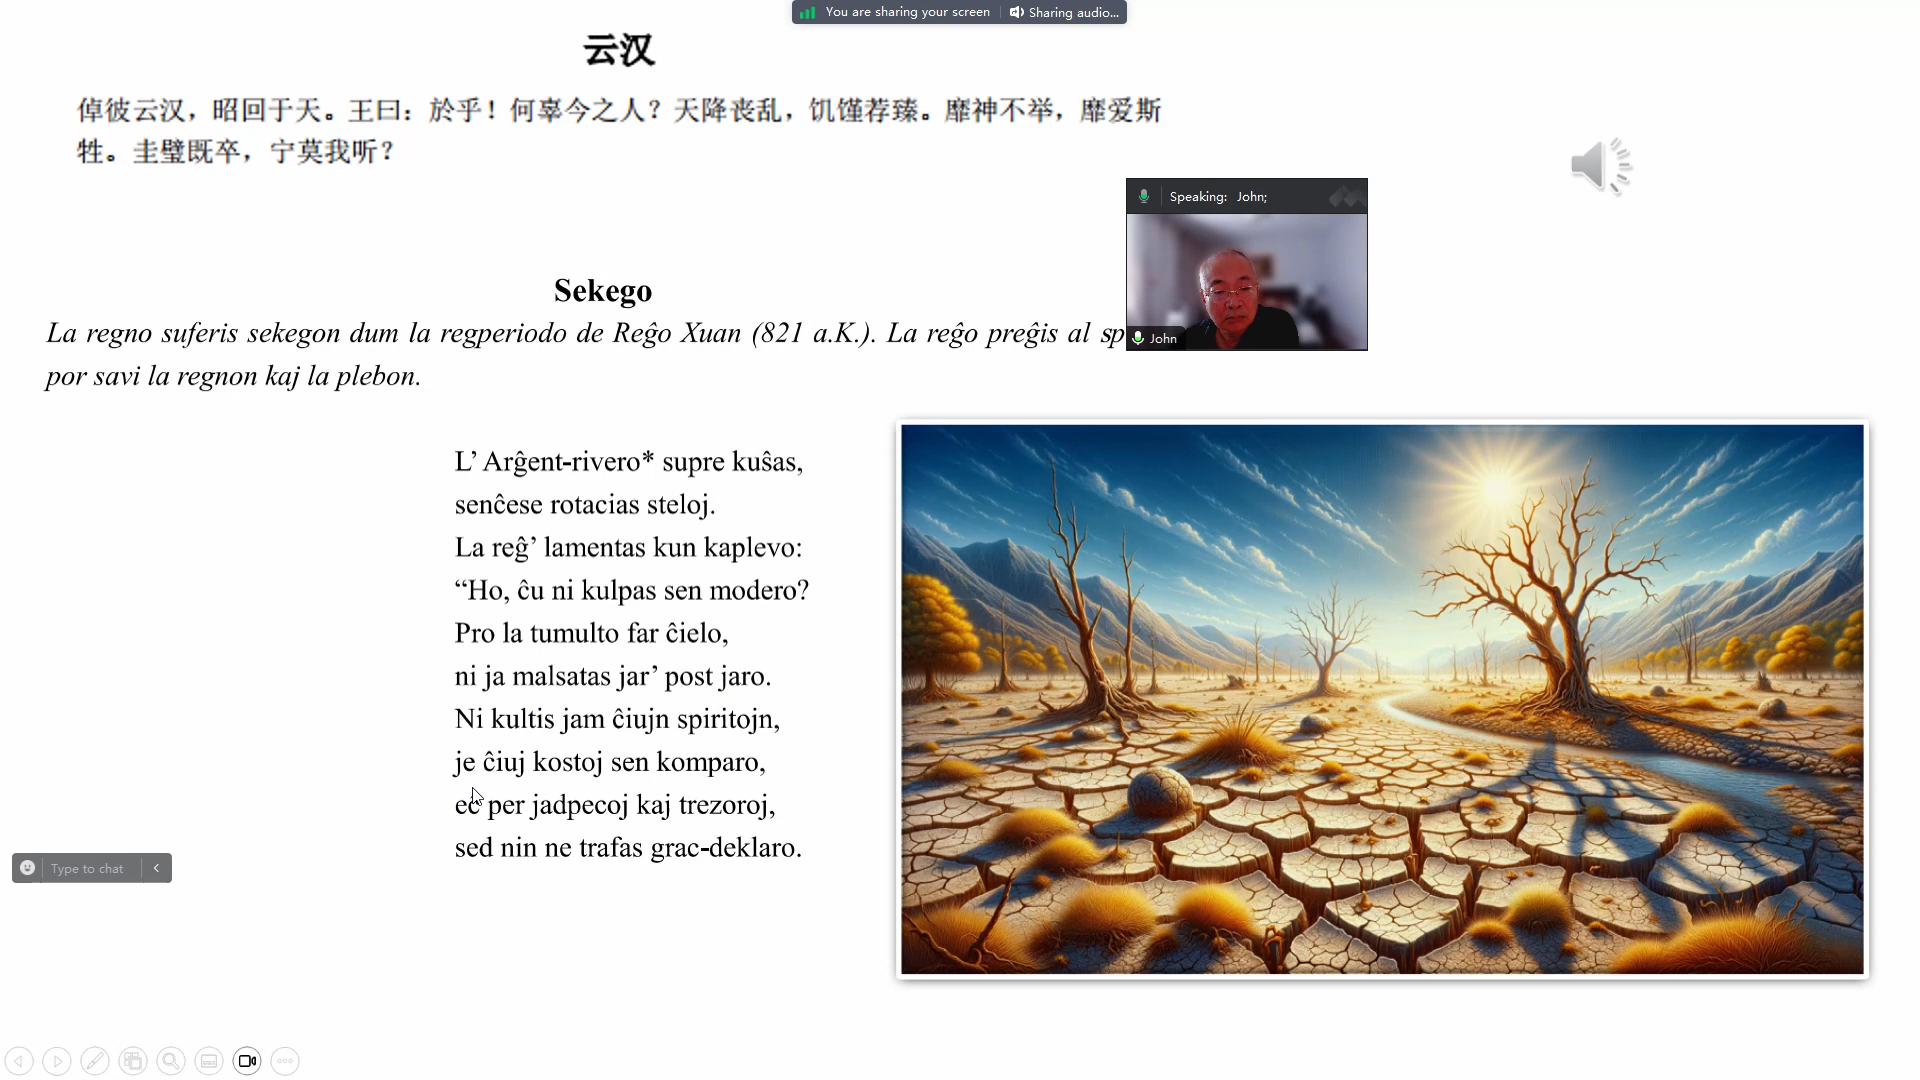 You are sharing your screen
Sharing audio...
云汉
倬彼云汉，昭回于天。王曰：於乎！何辜今之人？天降丧乱，饥馑荐臻。靡神不举，靡爱斯
牲。圭璧既卒，宁莫我听？
Speaking: John;
John
Sekego
La regno suferis sekegon dum la regperiodo de Reĝo Xuan (821 a.K.). La reĝo preĝis al sp
por savi la regnon kaj la plebon.
L’ Arĝent-rivero* supre kuŝas,
senĉese rotacias steloj.
La reĝ’ lamentas kun kaplevo:
“Ho, ĉu ni kulpas sen modero?
Pro la tumulto far ĉielo,
ni ja malsatas jar’ post jaro.
Ni kultis jam ĉiujn spiritojn,
je ĉiuj kostoj sen komparo,
eĉ per jadpecoj kaj trezoroj,
sed nin ne trafas grac-deklaro.
Type to chat